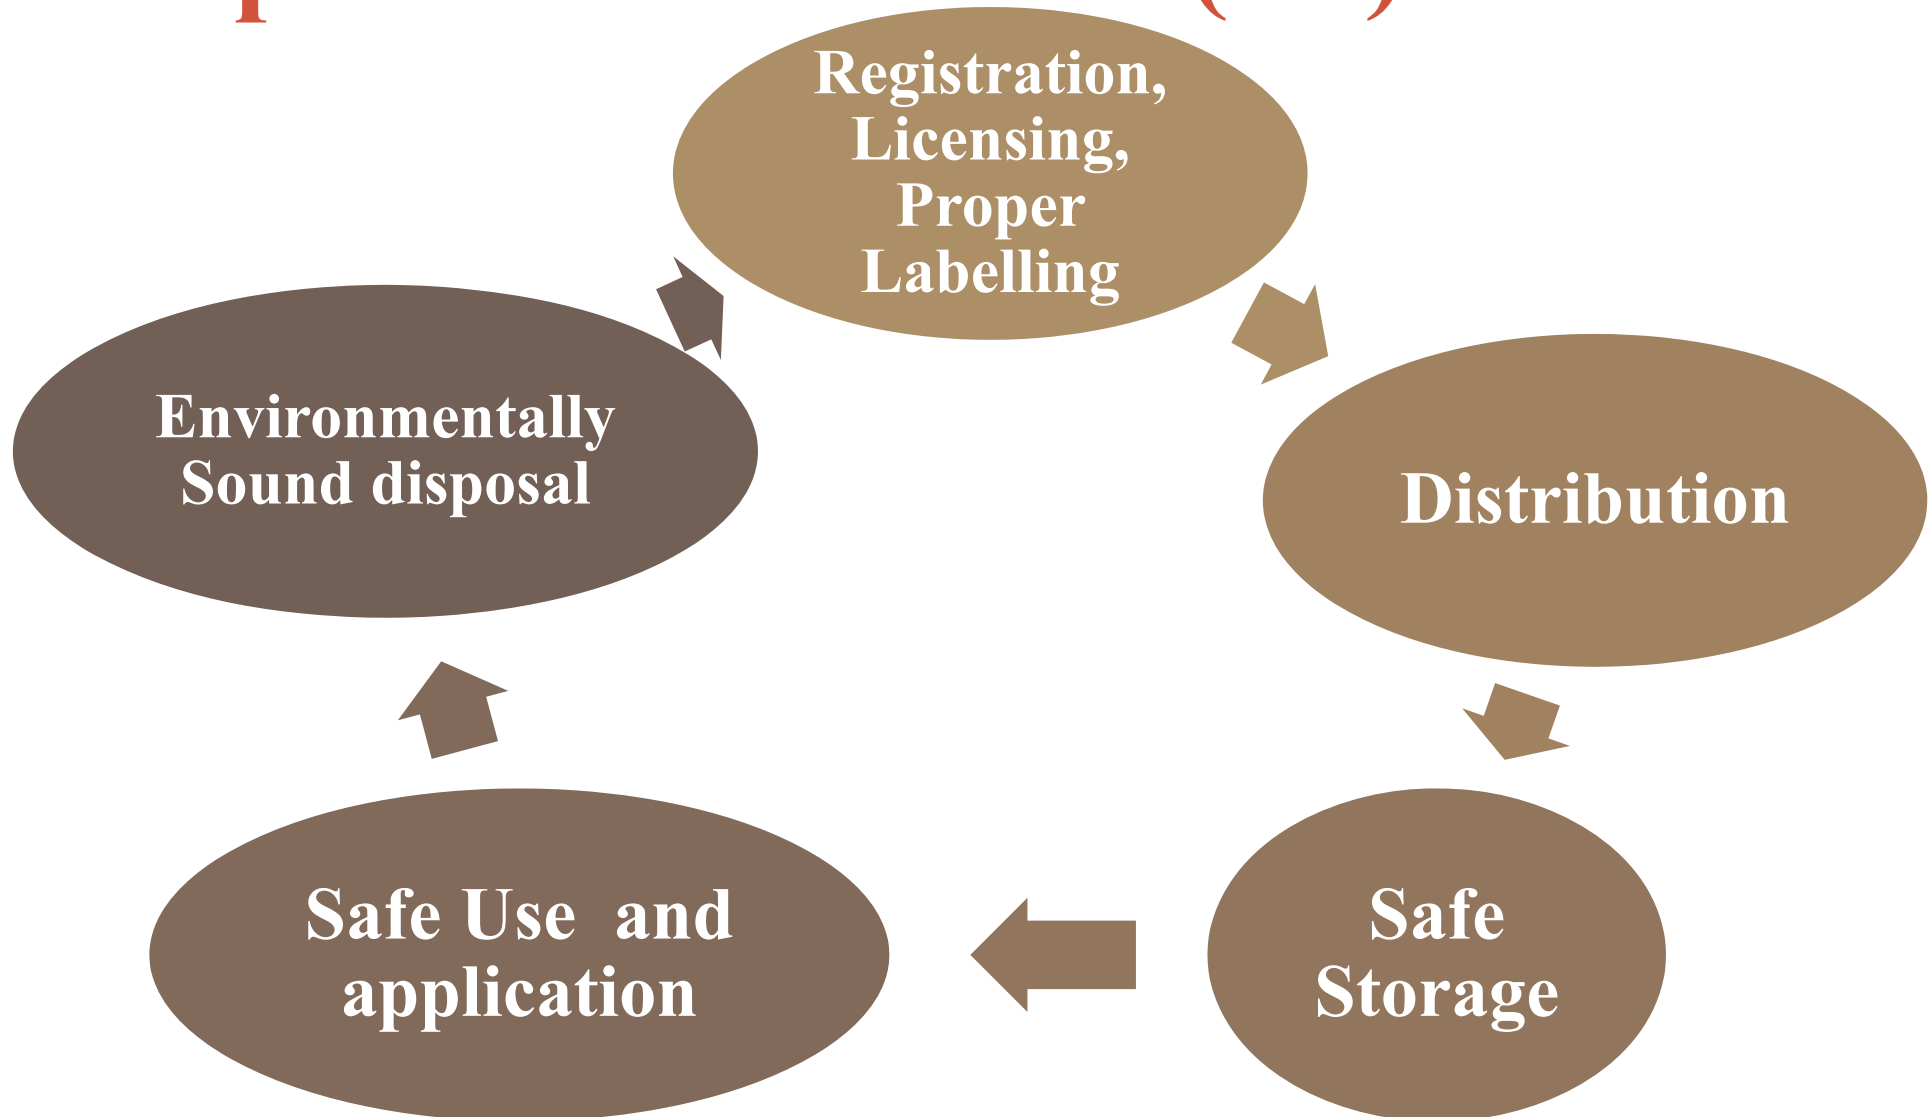 Registration,
Licensing,
Proper
Labelling
Distribution
Safe
Storage
Safe Use  and
application
Environmentally
Sound disposal